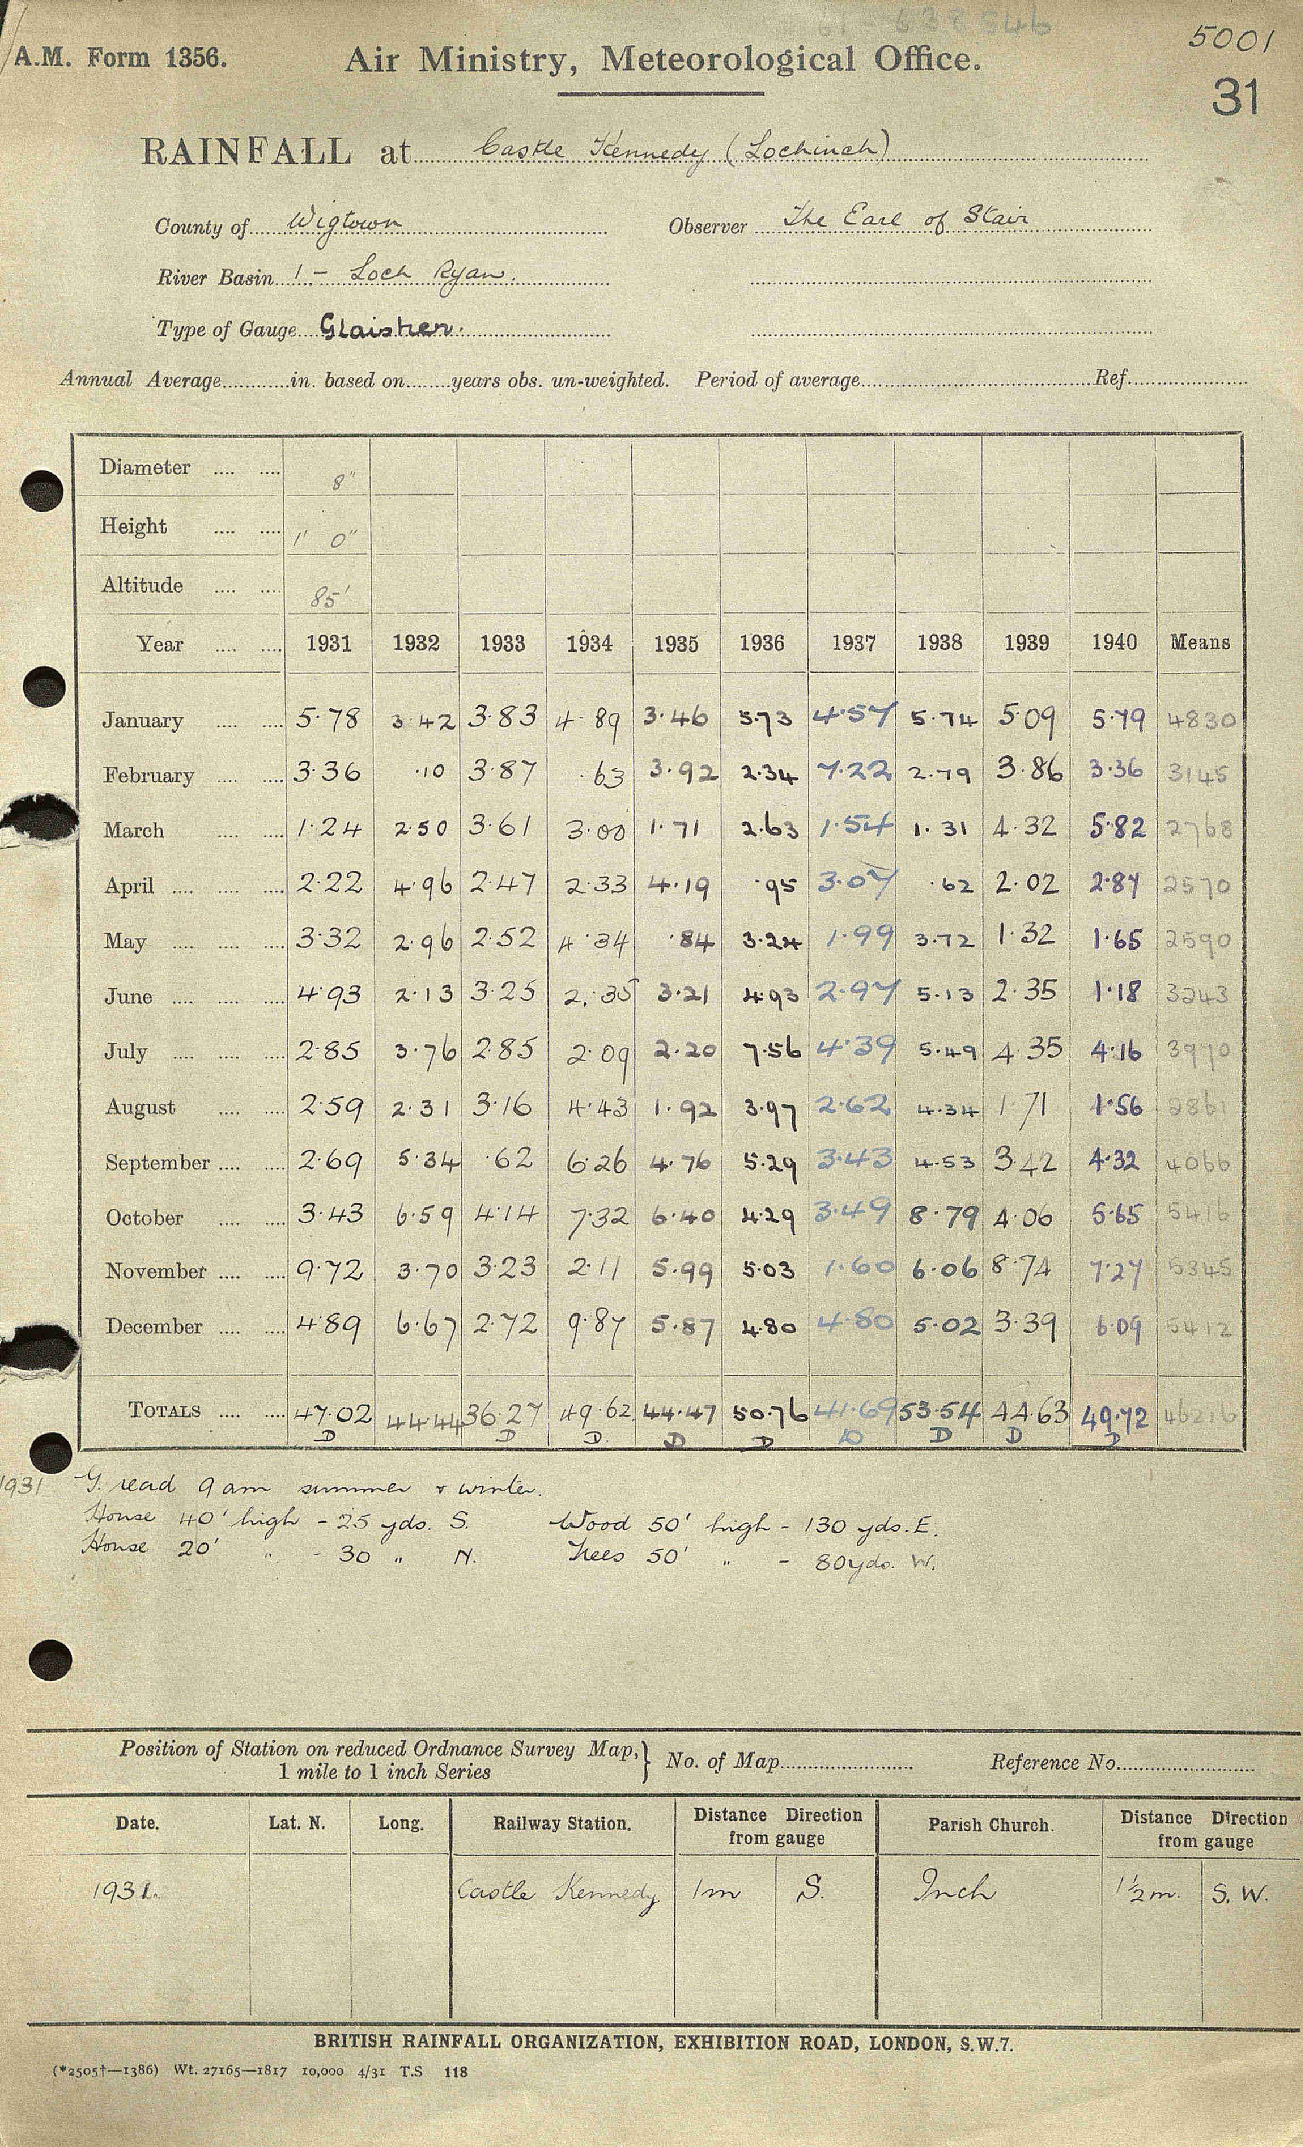 5001
A.M. Form 1356. Air Ministry, Meteorological Office.
31
RAINFALL at Castle Kennedy (Lochinch)
County of Wigtown Observer The Earl of Stair
River Basin 1 - Loch Ryan.
Type of Gauge Glaisher.
Annual Average in. based on years obs. un-weighted. Period of average Ref.
Diameter 8"
Height 1' 0"
Altitude 85'
Year 1931 1932 1933 1934 1935 1936 1937 1938 1939 1940 Means
January 5.78 3.42 3.83 4.89 3.46 5.73 4.57 5.74 5.09 5.79 4830
February 3.36 .10 3.87 .63 3.92 2.34 7.22 2.79 3.86 3.36 3145
March 1.24 2.50 3.61 3.00 1.71 2.63 1.54 1.31 4.32 5.82 2768
April 2.22 4.96 2.47 2.33 4.19 .95 3.07 .62 2.02 2.87 2570
May 3.32 2.96 2.52 4.34 .84 3.24 1.99 3.72 1.32 1.65 2590
June 4.93 2.13 3.25 2.35 3.21 4.93 2.97 5.13 2.35 1.18 3243
July 2.85 3.76 2.85 2.09 2.20 7.56 4.39 5.49 4.35 4.16 3970
August 2.59 2.31 3.16 4.43 1.92 3.97 2.62 4.34 1.71 1.56 2861
September 2.69 5.34 .62 6.26 4.76 5.29 3.43 4.53 3.42 4.32 4066
October 3.43 6.59 4.14 7.32 6.40 4.29 3.49 8.79 4.06 5.65 5416
November 9.72 3.70 3.23 2.11 5.99 5.03 1.60 6.06 8.74 7.27 5345
December 4.89 6.67 2.72 9.87 5.87 4.80 4.80 5.02 3.39 6.09 5412
TOTALS 47.02 44.44 36.27 49.62 44.47 50.76 41.69 53.54 44.63 49.72 46216
D D D D D D D D D
1931 G. read 9 am summer & winter.
House 40' high - 25 yds. S. Wood 50' high - 130 yds. E.
House 20' " - 30 " N. Trees 50' " - 80 yds. W.
Position of Station on reduced Ordnance Survey Map, 1 mile to 1 inch Series } No. of Map Reference No.
Date. Lat. N. Long. Railway Station. Distance Direction from gauge Parish Church. Distance Direction from gauge
1931. Castle Kennedy 1m S. Inch 1½m. S.W.
BRITISH RAINFALL ORGANIZATION, EXHIBITION ROAD, LONDON, S.W.7.
(*2505†—1386) Wt. 27165—1817 10,000 4/31 T.S 118